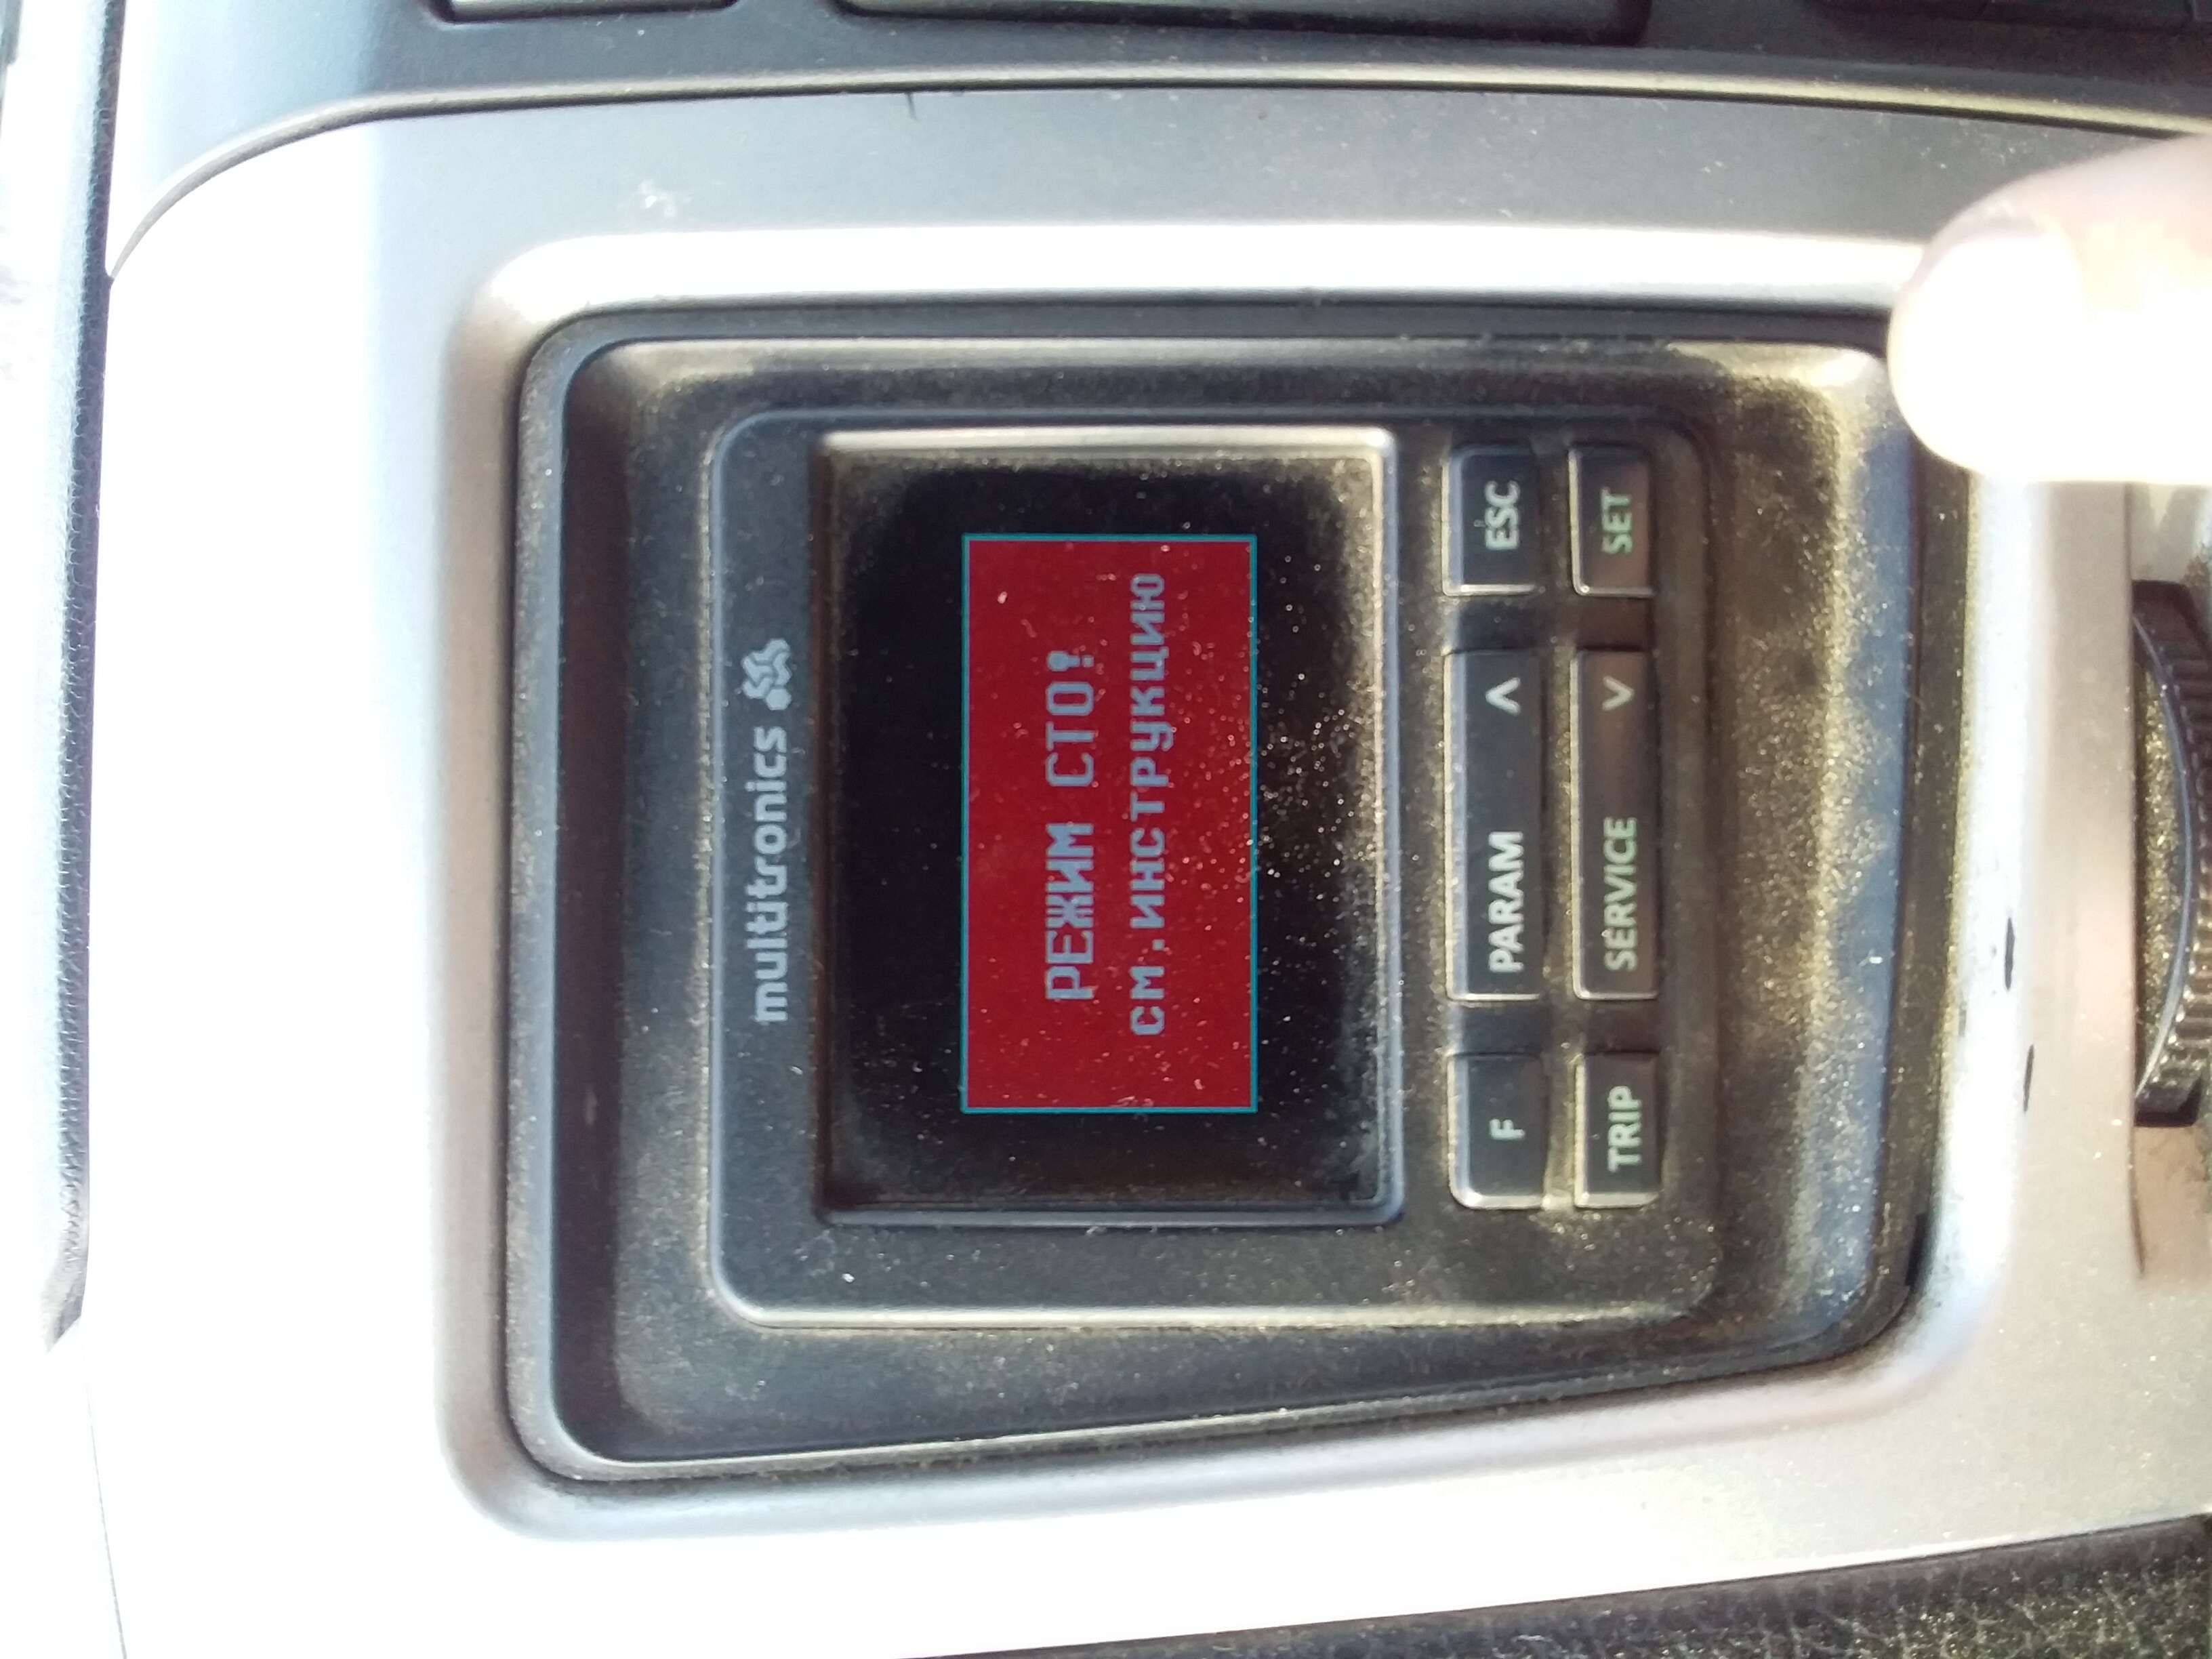 multitronics
РЕЖИМ СТО!
см.инструкцию
F PARAM ˄ ESC
TRIP SERVICE ˅ SET